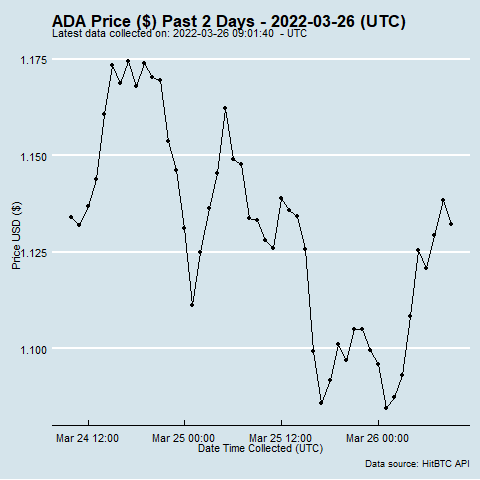 ADA Price ($) Past 2 Days - 2022-03-26 (UTC)
Latest data collected on: 2022-03-26 09:01:40 - UTC
1.175
1.150
1.125
1.100
Price USD ($)
Mar 24 12:00 Mar 25 00:00 Mar 25 12:00 Mar 26 00:00
Date Time Collected (UTC)
Data source: HitBTC API